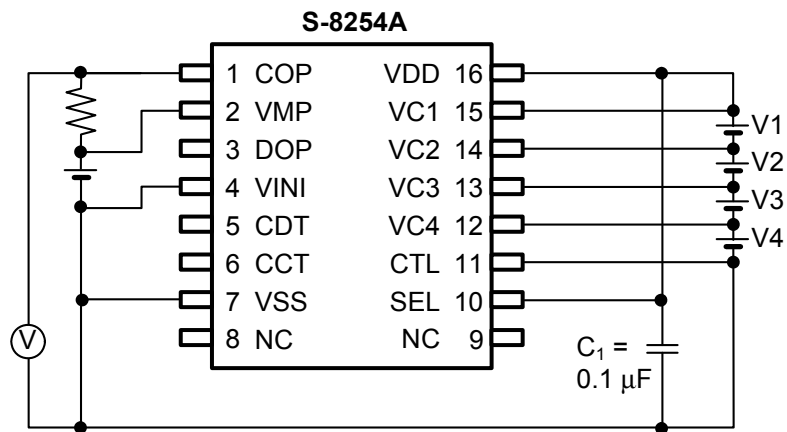 S-8254A
1 COP VDD 16
2 VMP VC1 15
V1
3 DOP VC2 14
V2
4 VINI VC3 13
V3
5 CDT VC4 12
V4
6 CCT CTL 11
7 VSS SEL 10
8 NC NC 9
V
C₁ =
0.1 μF